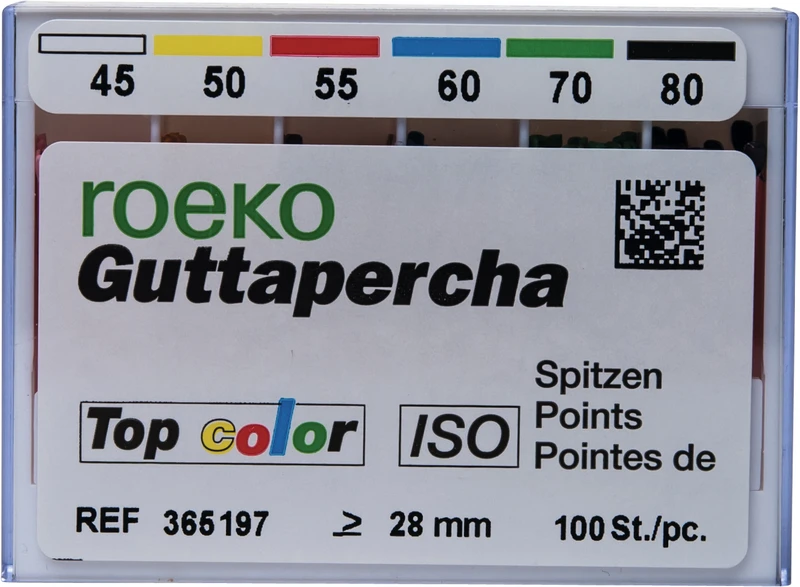 45 50 55 60 70 80
roeko
Guttapercha
Spitzen
Points
Pointes de
Top color ISO
REF 365197 ≥ 28 mm 100 St./pc.